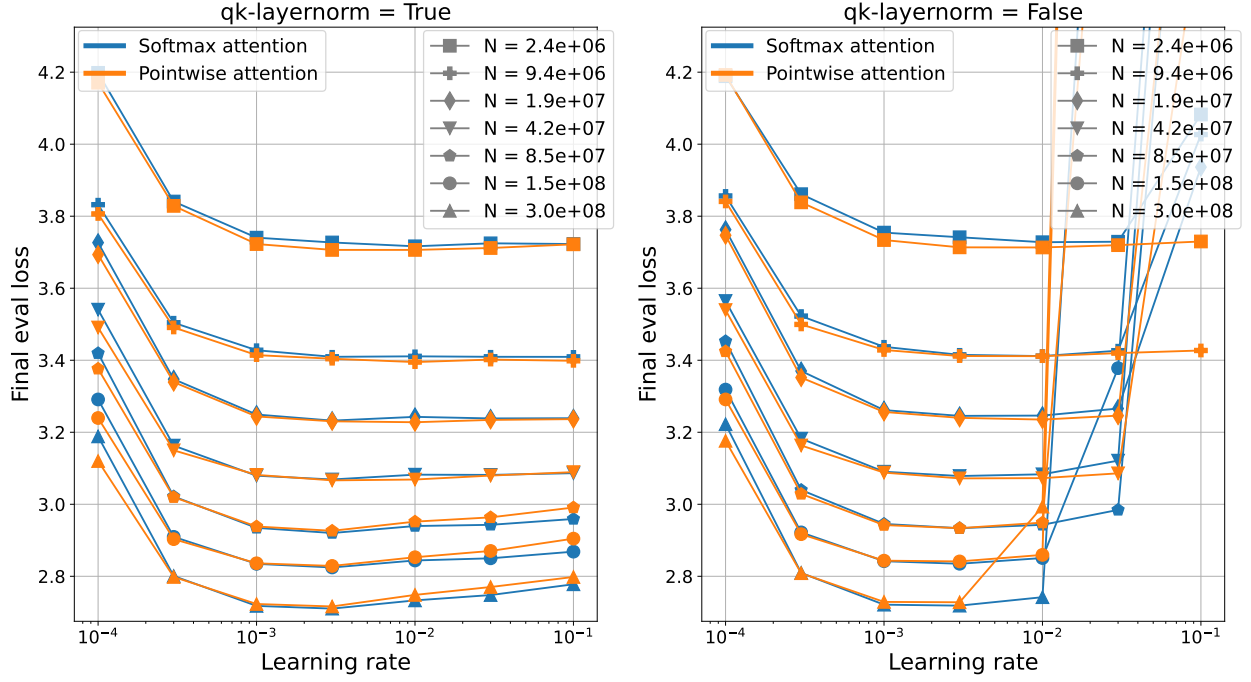 qk-layernorm = True
Softmax attention
Pointwise attention
N = 2.4e+06
N = 9.4e+06
N = 1.9e+07
N = 4.2e+07
N = 8.5e+07
N = 1.5e+08
N = 3.0e+08
4.2
4.0
3.8
3.6
3.4
3.2
3.0
2.8
Final eval loss
10⁻⁴
10⁻³
10⁻²
10⁻¹
Learning rate
qk-layernorm = False
Softmax attention
Pointwise attention
N = 2.4e+06
N = 9.4e+06
N = 1.9e+07
N = 4.2e+07
N = 8.5e+07
N = 1.5e+08
N = 3.0e+08
4.2
4.0
3.8
3.6
3.4
3.2
3.0
2.8
Final eval loss
10⁻⁴
10⁻³
10⁻²
10⁻¹
Learning rate